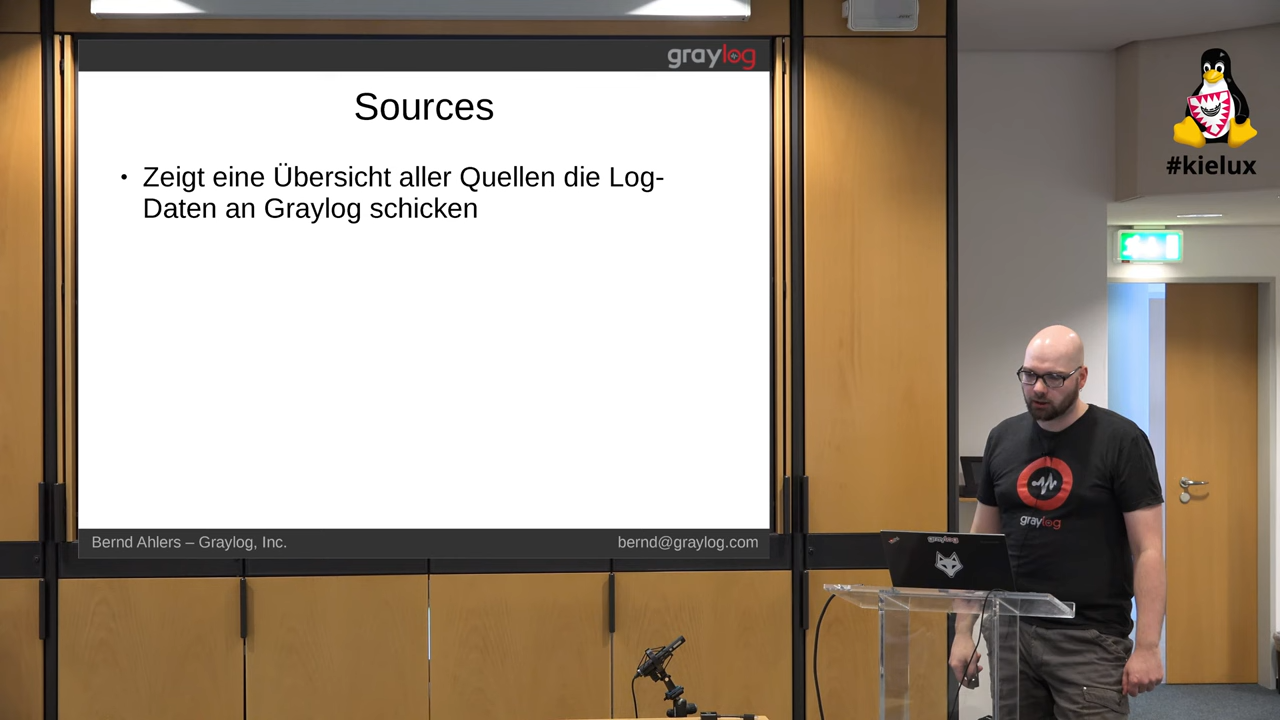 graylog
Sources
• Zeigt eine Übersicht aller Quellen die Log-
Daten an Graylog schicken
Bernd Ahlers – Graylog, Inc.
bernd@graylog.com
#kielux
graylog
graylog